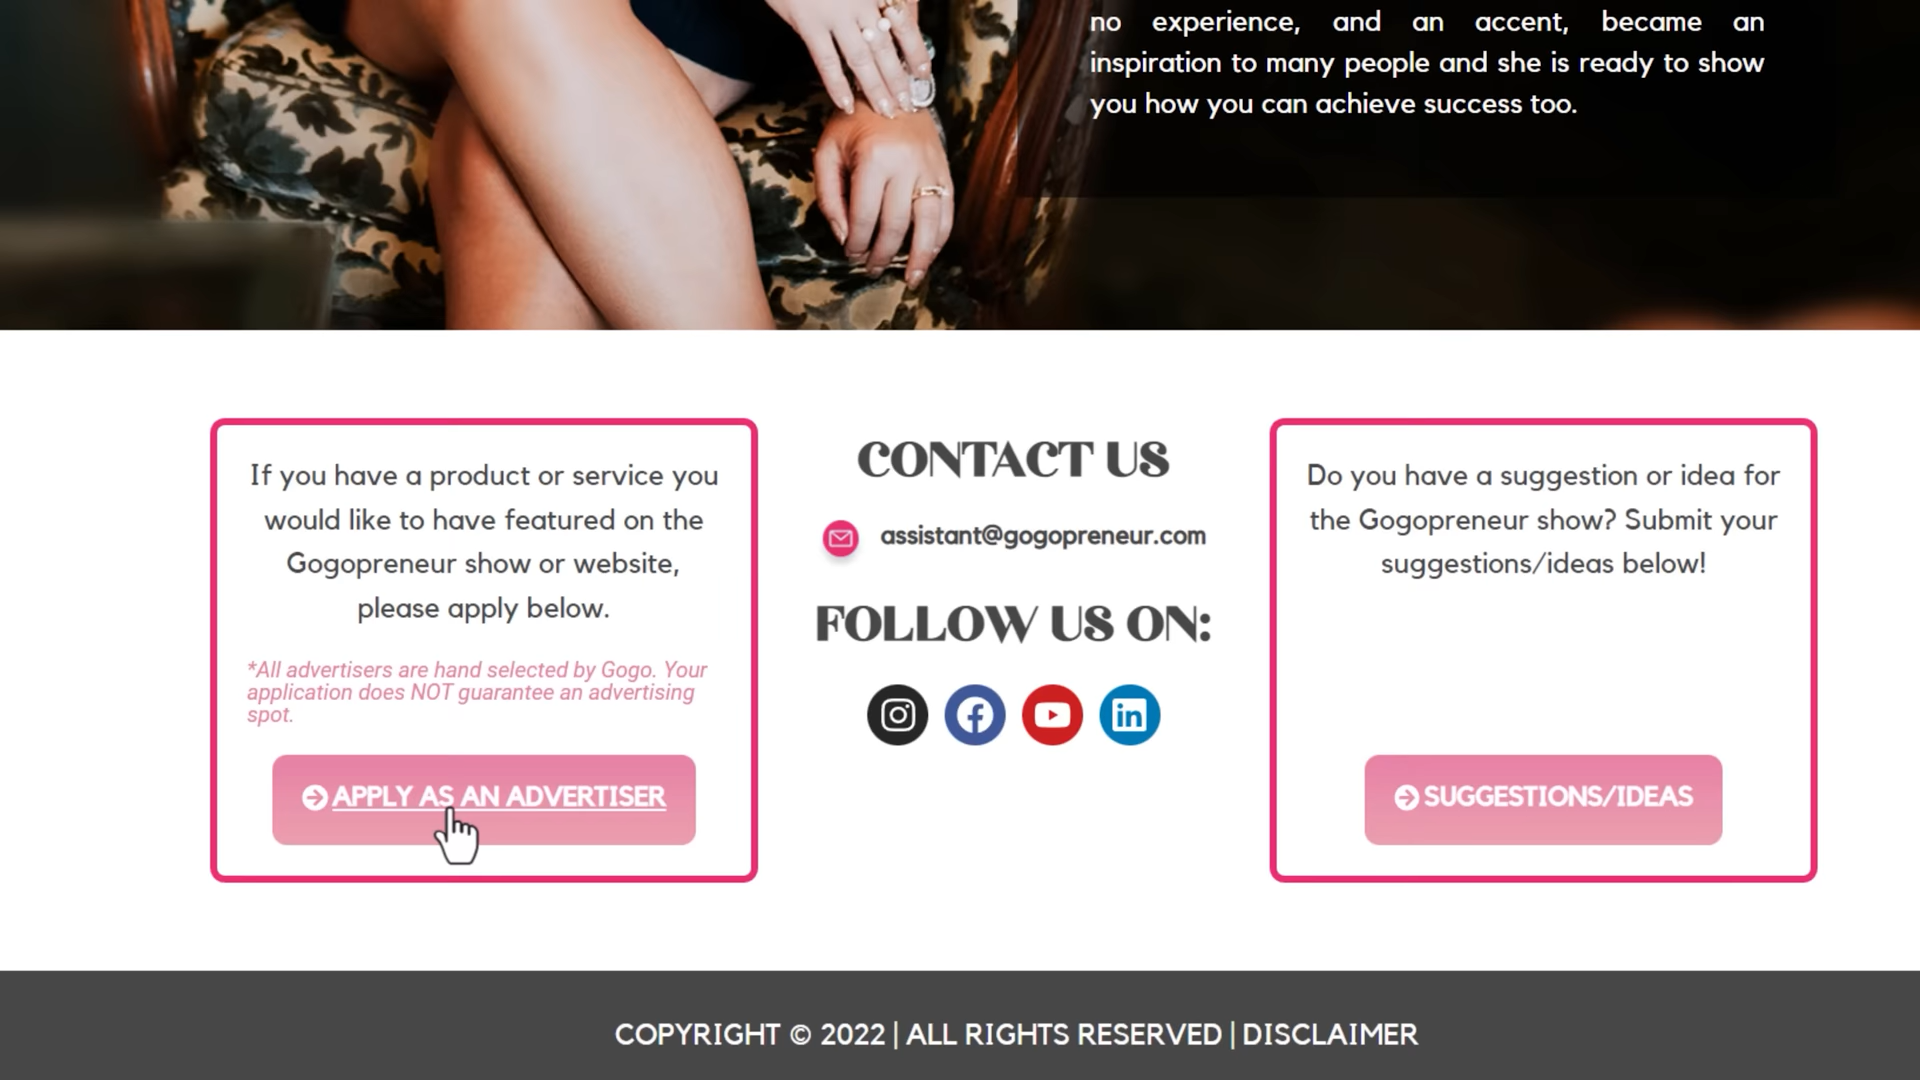 no experience, and an accent, became an
inspiration to many people and she is ready to show
you how you can achieve success too.
If you have a product or service you
would like to have featured on the
Gogopreneur show or website,
please apply below.
*All advertisers are hand selected by Gogo. Your
application does NOT guarantee an advertising
spot.
APPLY AS AN ADVERTISER
CONTACT US
assistant@gogopreneur.com
FOLLOW US ON:
in
Do you have a suggestion or idea for
the Gogopreneur show? Submit your
suggestions/ideas below!
SUGGESTIONS/IDEAS
COPYRIGHT © 2022 | ALL RIGHTS RESERVED | DISCLAIMER